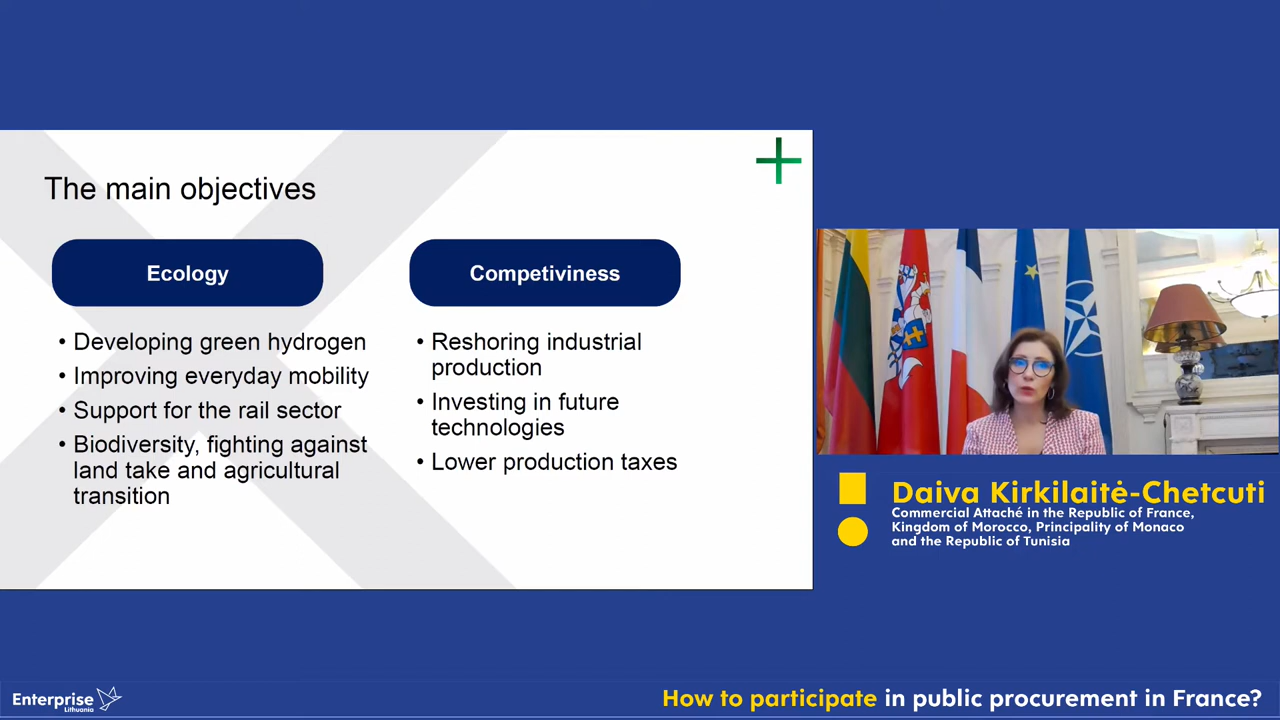 The main objectives
Ecology
• Developing green hydrogen
• Improving everyday mobility
• Support for the rail sector
• Biodiversity, fighting against
land take and agricultural
transition
Competiviness
• Reshoring industrial
production
• Investing in future
technologies
• Lower production taxes
Daiva Kirkilaitė-Chetcuti
Commercial Attaché in the Republic of France,
Kingdom of Morocco, Principality of Monaco
and the Republic of Tunisia
Enterprise
Lithuania
How to participate in public procurement in France?